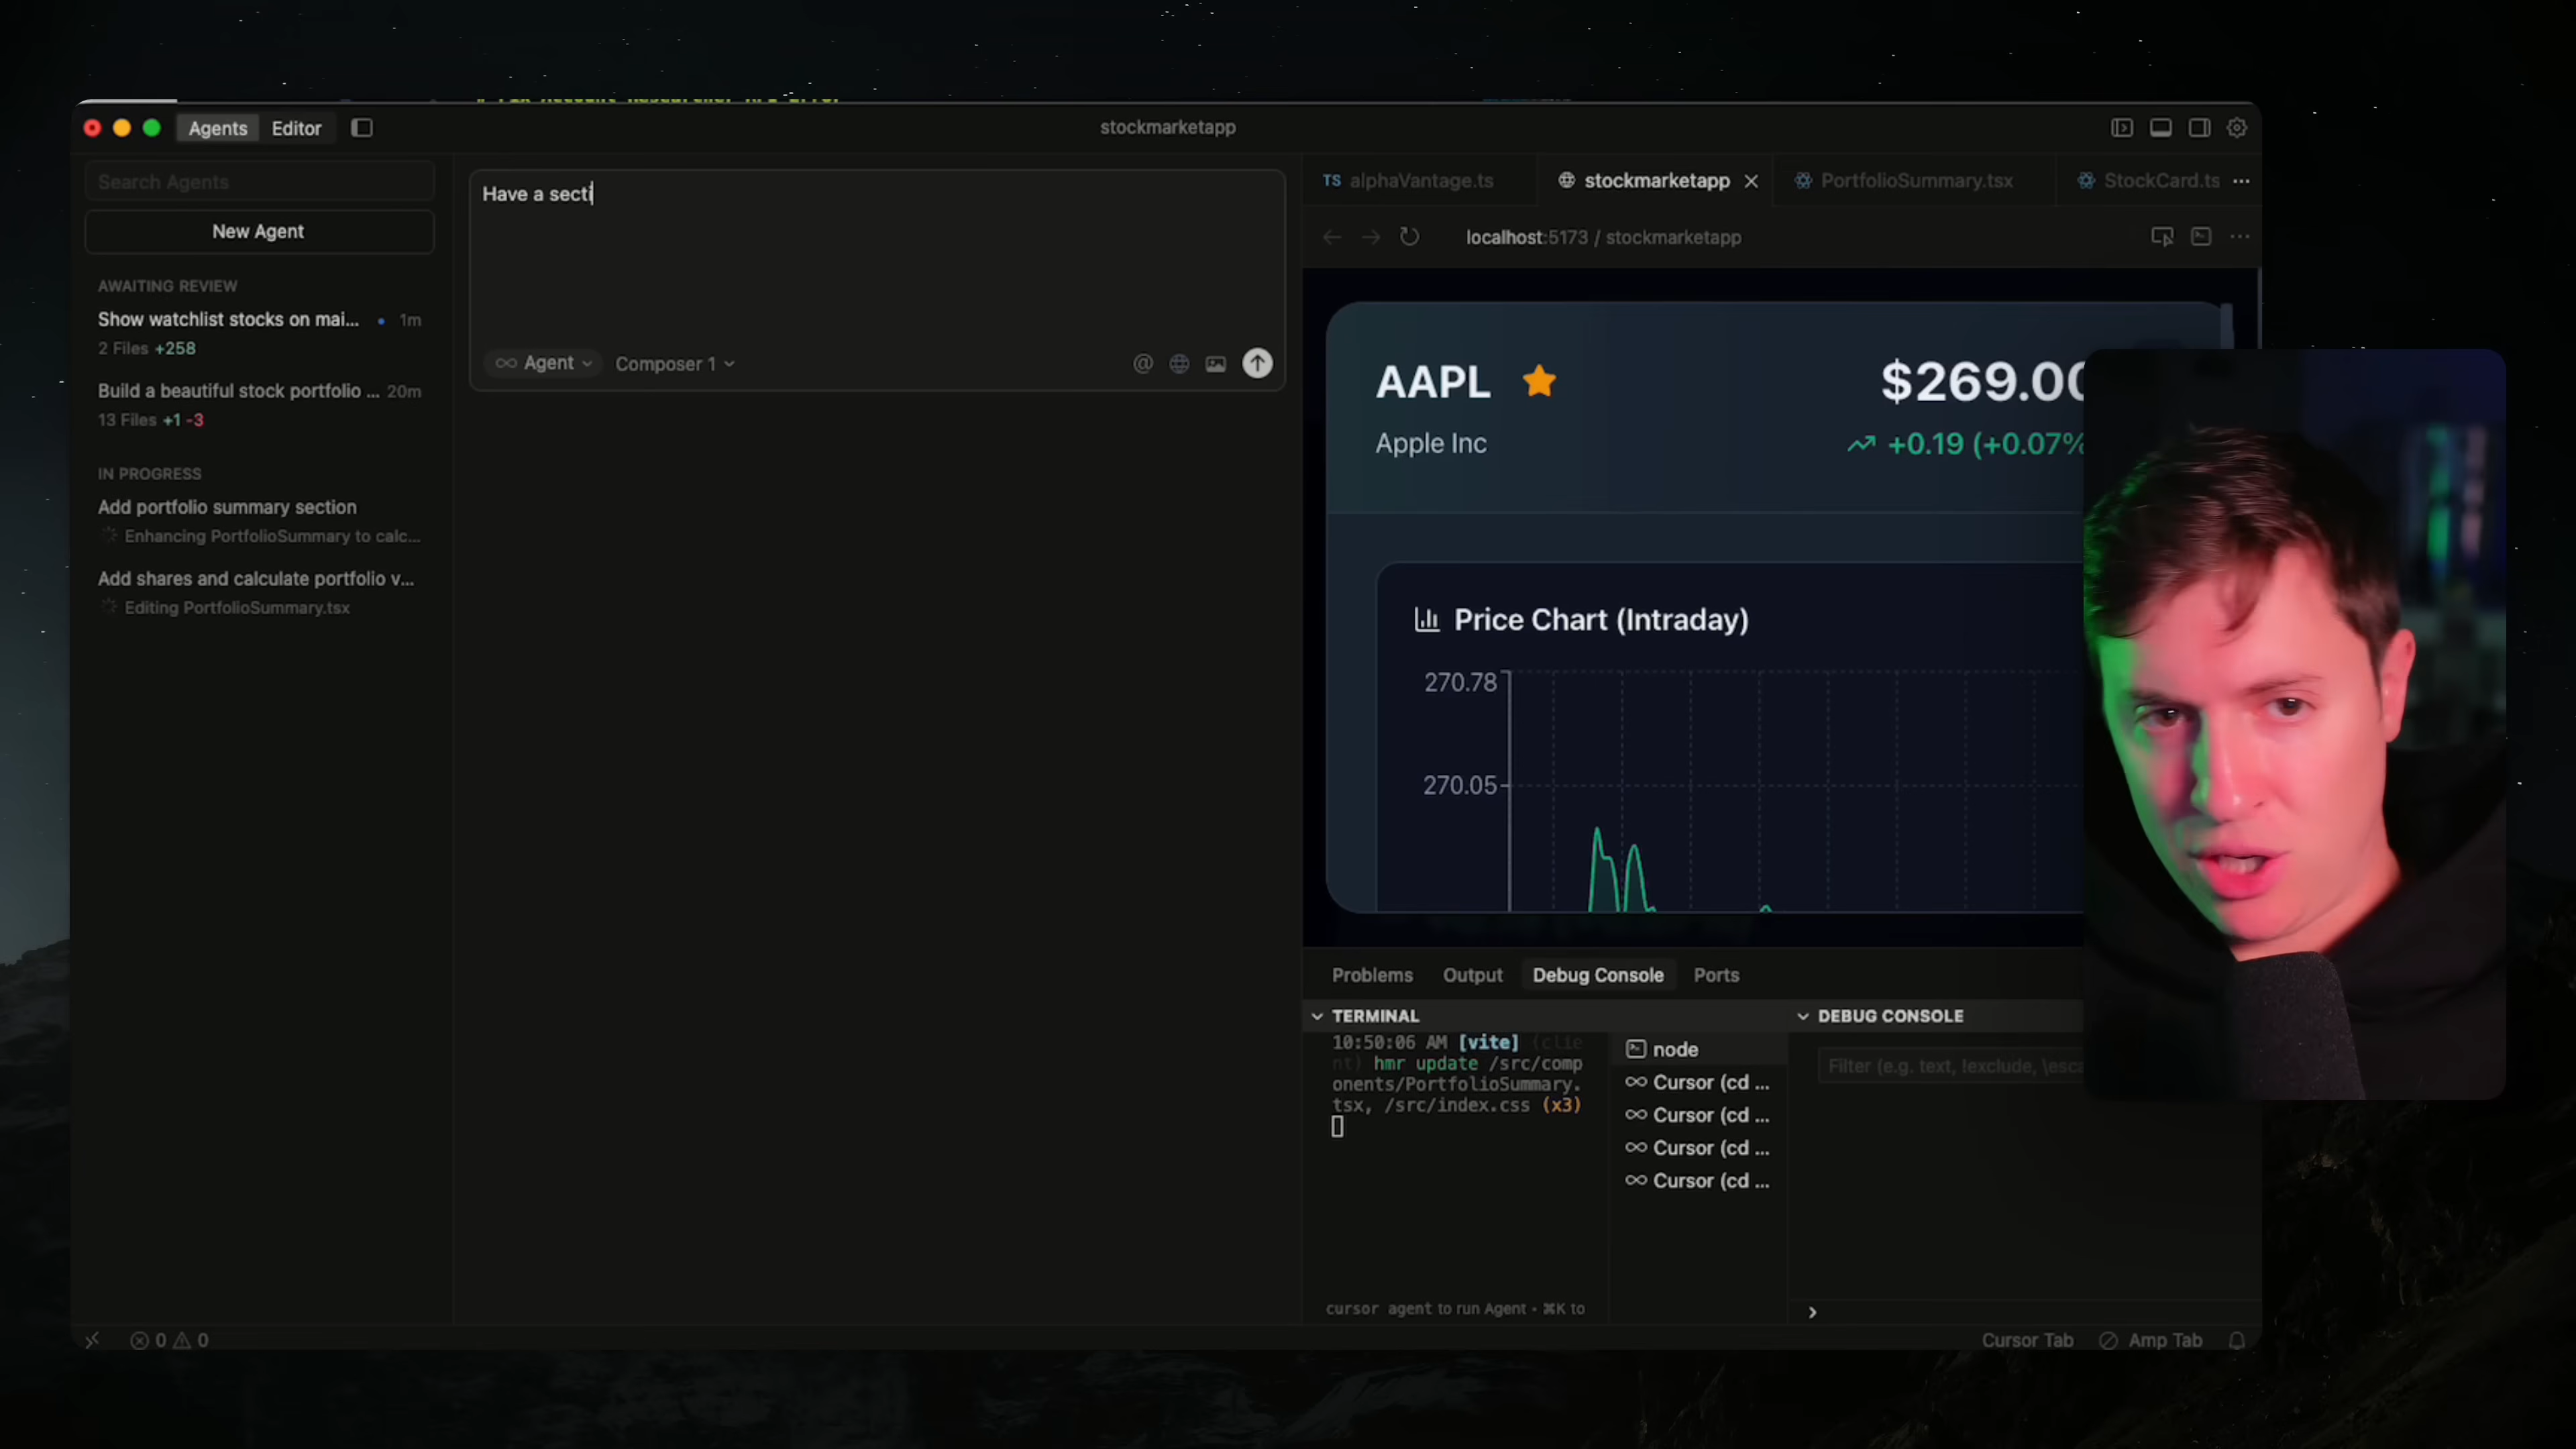 Agents Editor
stockmarketapp
Search Agents
New Agent
AWAITING REVIEW
Show watchlist stocks on mai... • 1m
2 Files +258
Build a beautiful stock portfolio ... 20m
13 Files +1 -3
IN PROGRESS
Add portfolio summary section
Enhancing PortfolioSummary to calc...
Add shares and calculate portfolio v...
Editing PortfolioSummary.tsx
Have a secti
Agent Composer 1
TS alphaVantage.ts
stockmarketapp
PortfolioSummary.tsx
StockCard.ts ...
localhost:5173 / stockmarketapp
AAPL
$269.00
Apple Inc
+0.19 (+0.07%
Price Chart (Intraday)
270.78
270.05
Problems Output Debug Console Ports
TERMINAL
10:50:06 AM [vite] (clie
nt) hmr update /src/comp
onents/PortfolioSummary.
tsx, /src/index.css (x3)
cursor agent to run Agent • ⌘K to
node
Cursor (cd ...
Cursor (cd ...
Cursor (cd ...
Cursor (cd ...
DEBUG CONSOLE
Filter (e.g. text, !exclude, \esca
0 0
Cursor Tab Amp Tab